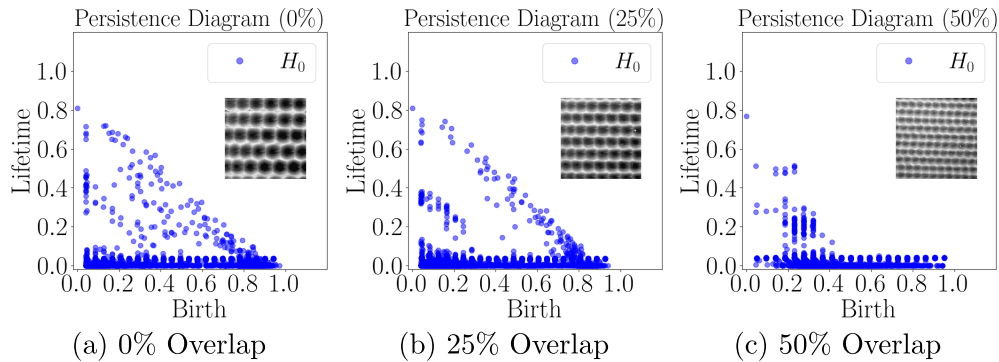 Persistence Diagram (0%)
H₀
Lifetime
1.0
0.8
0.6
0.4
0.2
0.0
0.0 0.2 0.4 0.6 0.8 1.0
Birth
(a) 0% Overlap
Persistence Diagram (25%)
H₀
Lifetime
1.0
0.8
0.6
0.4
0.2
0.0
0.0 0.2 0.4 0.6 0.8 1.0
Birth
(b) 25% Overlap
Persistence Diagram (50%)
H₀
Lifetime
1.0
0.8
0.6
0.4
0.2
0.0
0.0 0.2 0.4 0.6 0.8 1.0
Birth
(c) 50% Overlap